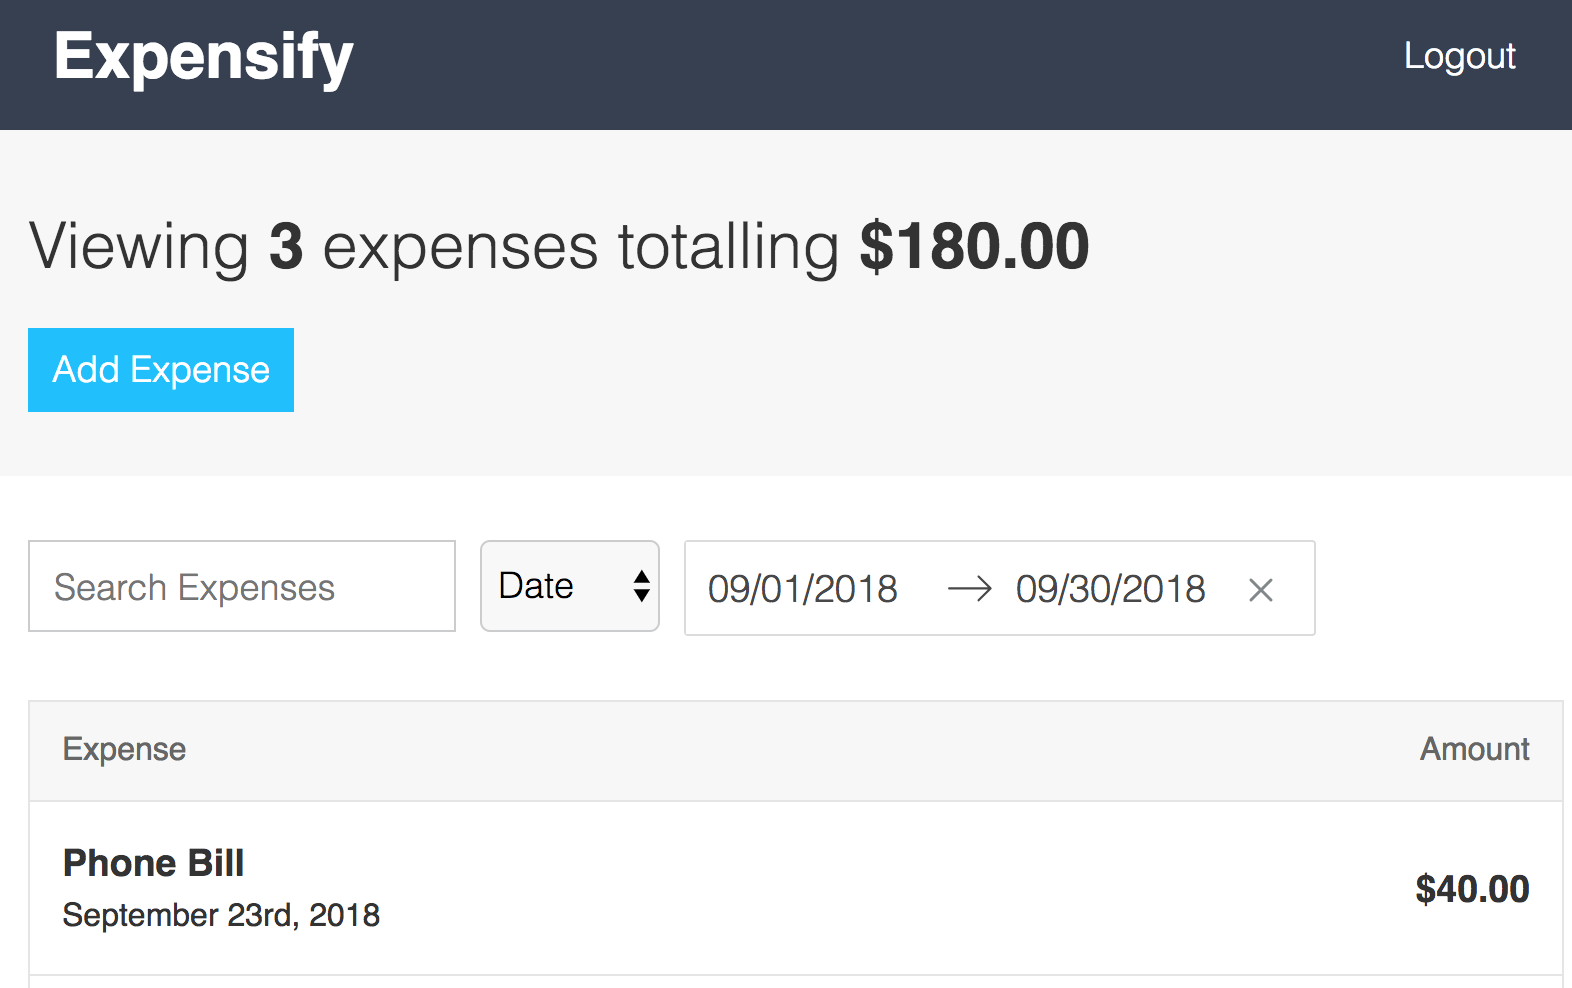 Expensify
Logout
Viewing 3 expenses totalling $180.00
Add Expense
Search Expenses
Date
09/01/2018 → 09/30/2018 ×
Expense
Amount
Phone Bill
September 23rd, 2018
$40.00